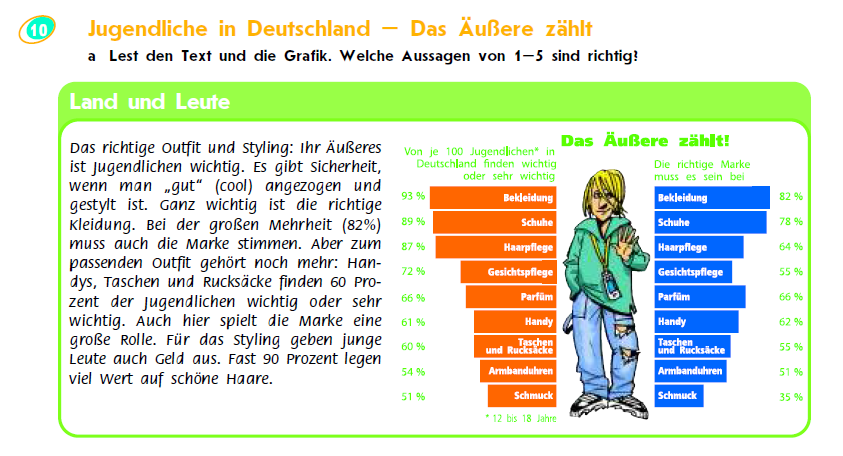 10
Jugendliche in Deutschland – Das Äußere zählt
a Lest den Text und die Grafik. Welche Aussagen von 1–5 sind richtig?
Land und Leute
Das richtige Outfit und Styling: Ihr Äußeres
ist Jugendlichen wichtig. Es gibt Sicherheit,
wenn man „gut“ (cool) angezogen und
gestylt ist. Ganz wichtig ist die richtige
Kleidung. Bei der großen Mehrheit (82%)
muss auch die Marke stimmen. Aber zum
passenden Outfit gehört noch mehr: Han-
dys, Taschen und Rucksäcke finden 60 Pro-
zent der Jugendlichen wichtig oder sehr
wichtig. Auch hier spielt die Marke eine
große Rolle. Für das Styling geben junge
Leute auch Geld aus. Fast 90 Prozent legen
viel Wert auf schöne Haare.
Das Äußere zählt!
Von je 100 Jugendlichen* in
Deutschland finden wichtig
oder sehr wichtig
93 % Bekleidung
89 % Schuhe
87 % Haarpflege
72 % Gesichtspflege
66 % Parfüm
61 % Handy
60 % Taschen
und Rucksäcke
54 % Armbanduhren
51 % Schmuck
* 12 bis 18 Jahre
Die richtige Marke
muss es sein bei
Bekleidung 82 %
Schuhe 78 %
Haarpflege 64 %
Gesichtspflege 55 %
Parfüm 66 %
Handy 62 %
Taschen
und Rucksäcke 55 %
Armbanduhren 51 %
Schmuck 35 %